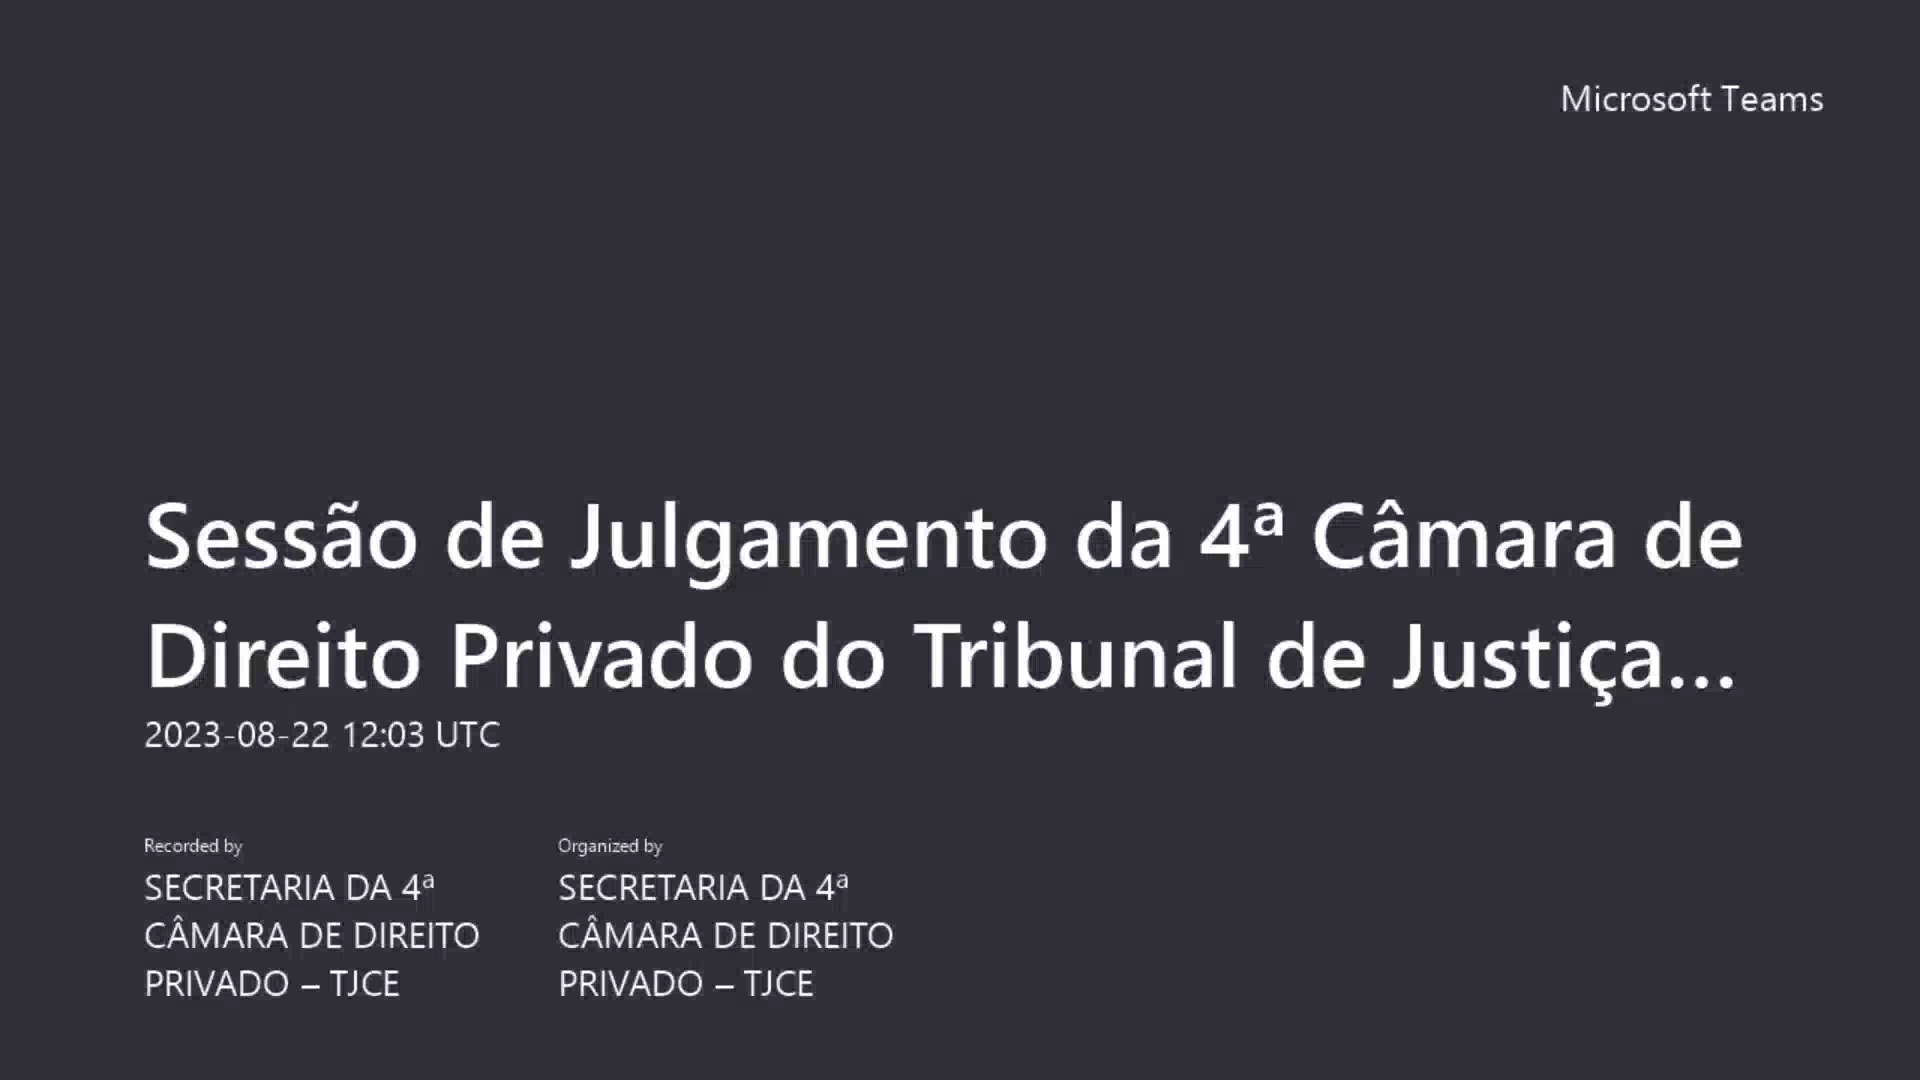 Microsoft Teams
Sessão de Julgamento da 4ª Câmara de
Direito Privado do Tribunal de Justiça...
2023-08-22 12:03 UTC
Recorded by
SECRETARIA DA 4ª
CÂMARA DE DIREITO
PRIVADO – TJCE
Organized by
SECRETARIA DA 4ª
CÂMARA DE DIREITO
PRIVADO – TJCE